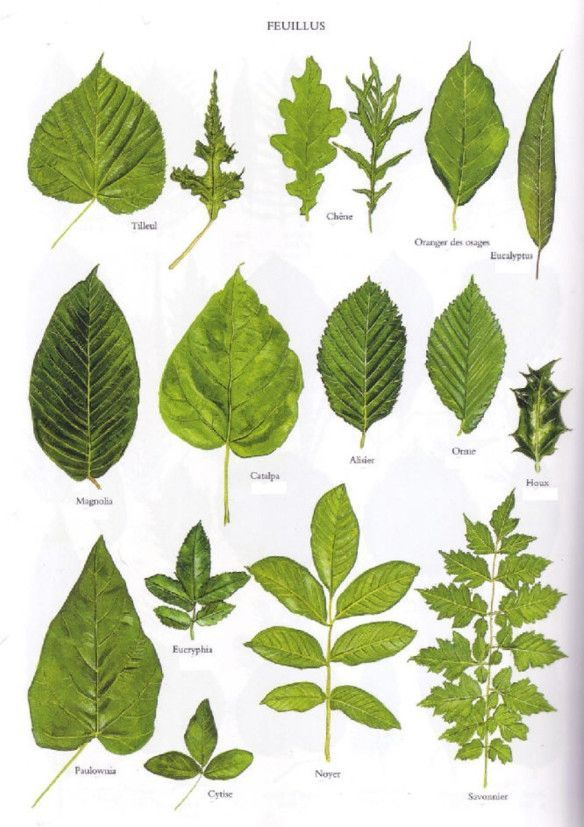 FEUILLUS
Tilleul
Chêne
Oranger des osages
Eucalyptus
Magnolia
Catalpa
Alisier
Orme
Houx
Paulownia
Eucryphia
Cytise
Noyer
Savonnier